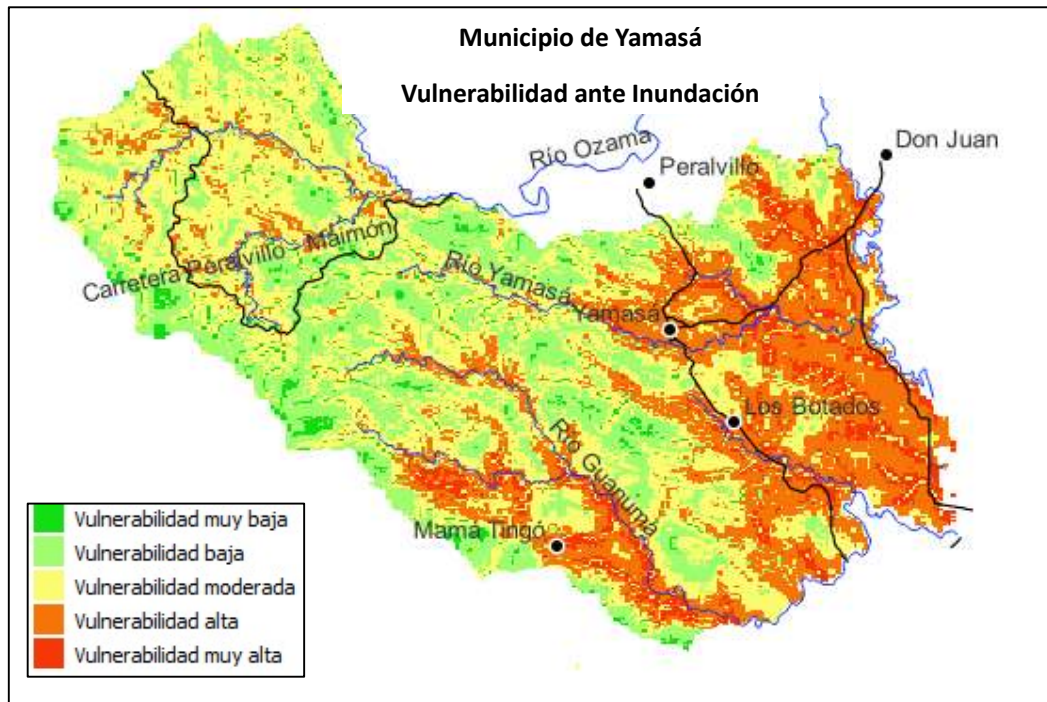 Municipio de Yamasá
Vulnerabilidad ante Inundación
Río Ozama
Peralvillo
Don Juan
Carretera Peralvillo - Maimón
Río Yamasá
Yamasá
Los Botados
Río Guanuma
Mamá Tingó
Vulnerabilidad muy baja
Vulnerabilidad baja
Vulnerabilidad moderada
Vulnerabilidad alta
Vulnerabilidad muy alta